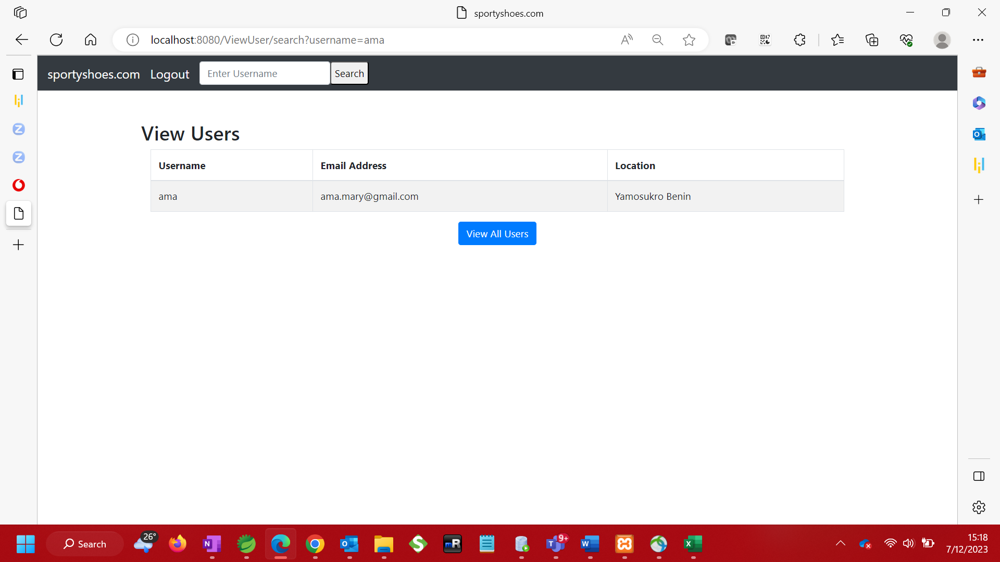 sportyshoes.com
localhost:8080/ViewUser/search?username=ama
sportyshoes.com Logout Enter Username Search
View Users
Username Email Address Location
ama ama.mary@gmail.com Yamosukro Benin
View All Users
Search 26° 9+ 15:18
7/12/2023